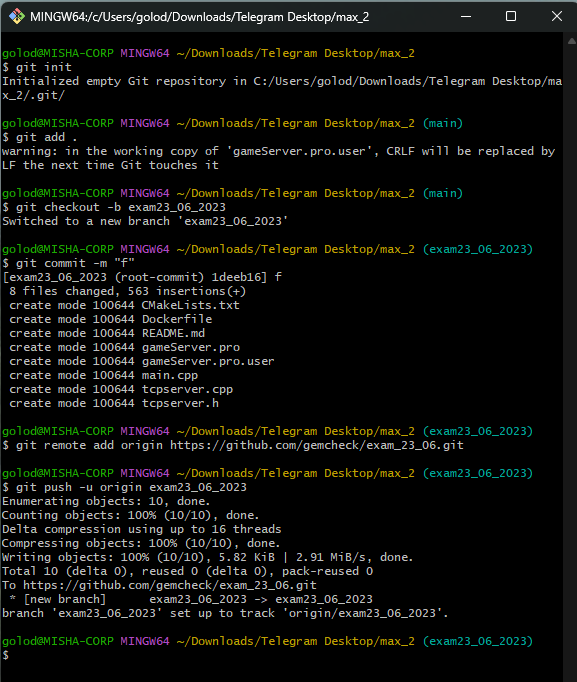 MINGW64:/c/Users/golod/Downloads/Telegram Desktop/max_2
golod@MISHA-CORP MINGW64 ~/Downloads/Telegram Desktop/max_2
$ git init
Initialized empty Git repository in C:/Users/golod/Downloads/Telegram Desktop/ma
x_2/.git/
golod@MISHA-CORP MINGW64 ~/Downloads/Telegram Desktop/max_2 (main)
$ git add .
warning: in the working copy of 'gameServer.pro.user', CRLF will be replaced by
LF the next time Git touches it
golod@MISHA-CORP MINGW64 ~/Downloads/Telegram Desktop/max_2 (main)
$ git checkout -b exam23_06_2023
Switched to a new branch 'exam23_06_2023'
golod@MISHA-CORP MINGW64 ~/Downloads/Telegram Desktop/max_2 (exam23_06_2023)
$ git commit -m "f"
[exam23_06_2023 (root-commit) 1deeb16] f
 8 files changed, 563 insertions(+)
 create mode 100644 CMakeLists.txt
 create mode 100644 Dockerfile
 create mode 100644 README.md
 create mode 100644 gameServer.pro
 create mode 100644 gameServer.pro.user
 create mode 100644 main.cpp
 create mode 100644 tcpserver.cpp
 create mode 100644 tcpserver.h
golod@MISHA-CORP MINGW64 ~/Downloads/Telegram Desktop/max_2 (exam23_06_2023)
$ git remote add origin https://github.com/gemcheck/exam_23_06.git
golod@MISHA-CORP MINGW64 ~/Downloads/Telegram Desktop/max_2 (exam23_06_2023)
$ git push -u origin exam23_06_2023
Enumerating objects: 10, done.
Counting objects: 100% (10/10), done.
Delta compression using up to 16 threads
Compressing objects: 100% (10/10), done.
Writing objects: 100% (10/10), 5.82 KiB | 2.91 MiB/s, done.
Total 10 (delta 0), reused 0 (delta 0), pack-reused 0
To https://github.com/gemcheck/exam_23_06.git
 * [new branch]      exam23_06_2023 -> exam23_06_2023
branch 'exam23_06_2023' set up to track 'origin/exam23_06_2023'.
golod@MISHA-CORP MINGW64 ~/Downloads/Telegram Desktop/max_2 (exam23_06_2023)
$